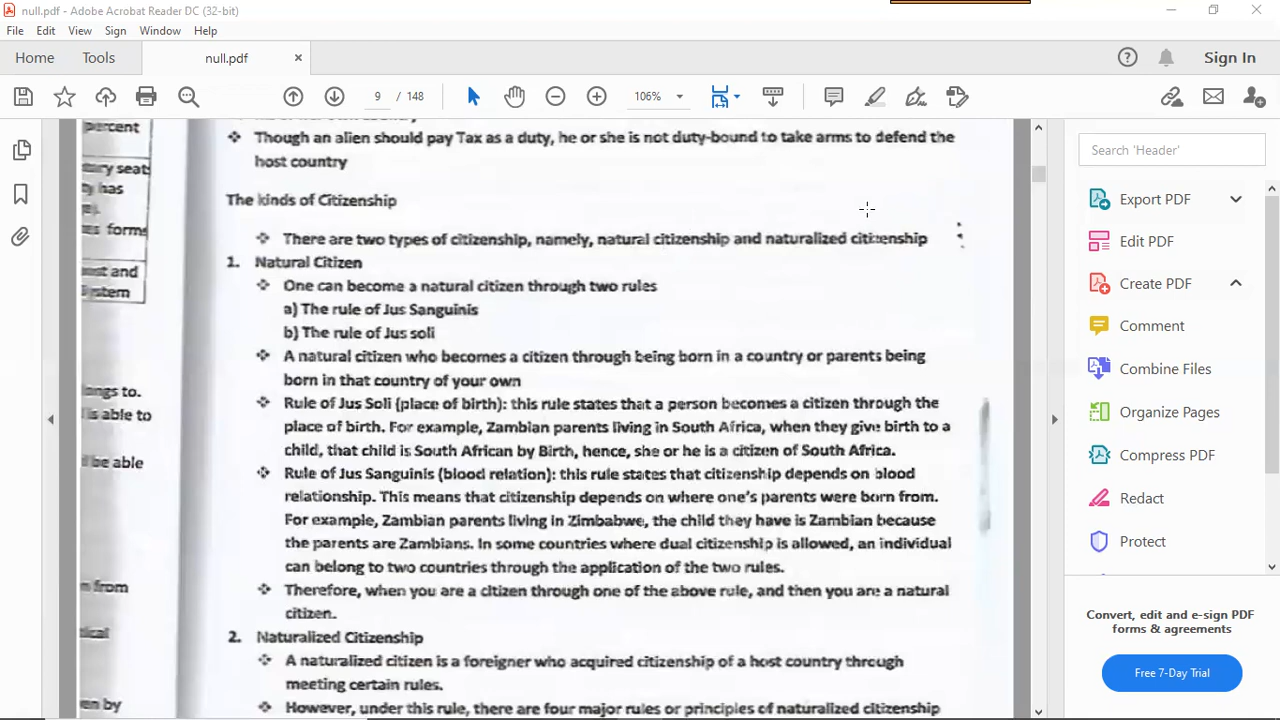 null.pdf - Adobe Acrobat Reader DC (32-bit)
File Edit View Sign Window Help
Home Tools null.pdf × Sign In
9 / 148 106%
percent
seat
has
forms
and
system
to.
is able to
be able
from
by
Though an alien should pay Tax as a duty, he or she is not duty-bound to take arms to defend the
host country
The kinds of Citizenship
There are two types of citizenship, namely, natural citizenship and naturalized citizenship
1. Natural Citizen
One can become a natural citizen through two rules
a) The rule of Jus Sanguinis
b) The rule of Jus soli
A natural citizen who becomes a citizen through being born in a country or parents being
born in that country of your own
Rule of Jus Soli (place of birth): this rule states that a person becomes a citizen through the
place of birth. For example, Zambian parents living in South Africa, when they give birth to a
child, that child is South African by Birth, hence, she or he is a citizen of South Africa.
Rule of Jus Sanguinis (blood relation): this rule states that citizenship depends on blood
relationship. This means that citizenship depends on where one's parents were born from.
For example, Zambian parents living in Zimbabwe, the child they have is Zambian because
the parents are Zambians. In some countries where dual citizenship is allowed, an individual
can belong to two countries through the application of the two rules.
Therefore, when you are a citizen through one of the above rule, and then you are a natural
citizen.
2. Naturalized Citizenship
A naturalized citizen is a foreigner who acquired citizenship of a host country through
meeting certain rules.
However, under this rule, there are four major rules or principles of naturalized citizenship
Search 'Header'
Export PDF
Edit PDF
Create PDF
Comment
Combine Files
Organize Pages
Compress PDF
Redact
Protect
Convert, edit and e-sign PDF
forms & agreements
Free 7-Day Trial